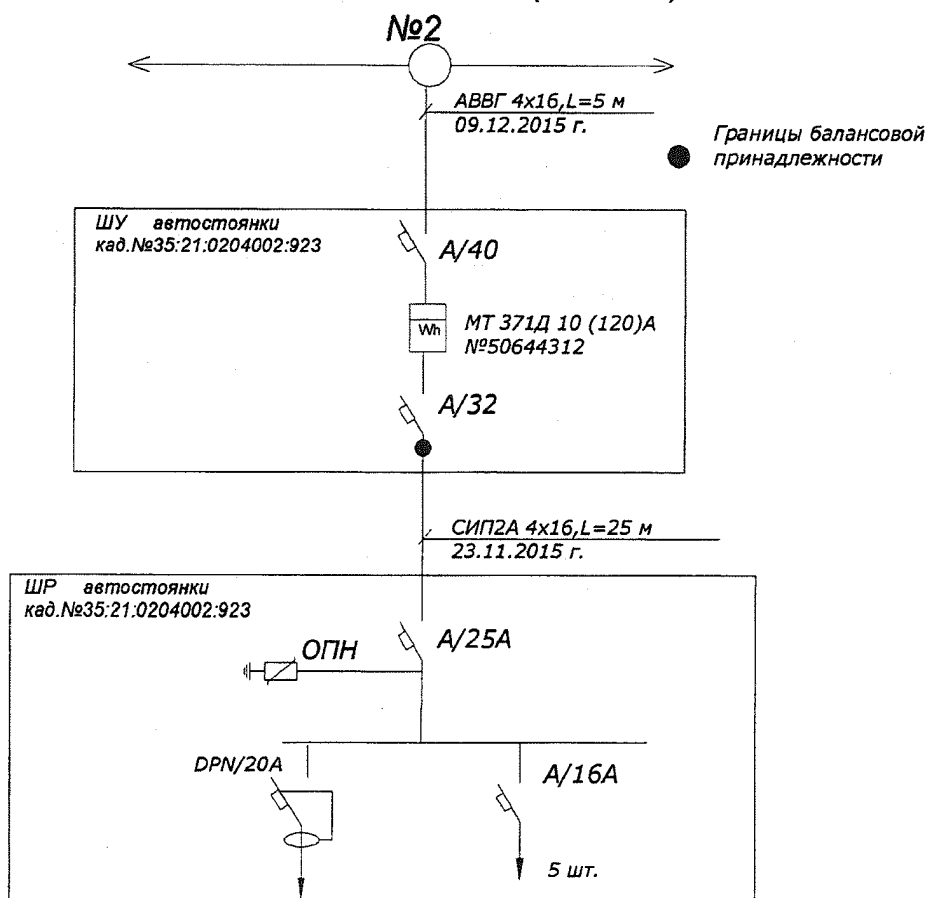 №2
АВВГ 4х16,L=5 м
09.12.2015 г.
Границы балансовой
принадлежности
ШУ автостоянки
кад.№35:21:0204002:923
А/40
Wh
МТ 371Д 10 (120)А
№50644312
А/32
СИП2А 4х16,L=25 м
23.11.2015 г.
ШР автостоянки
кад.№35:21:0204002:923
А/25А
ОПН
DPN/20А
А/16А
5 шт.